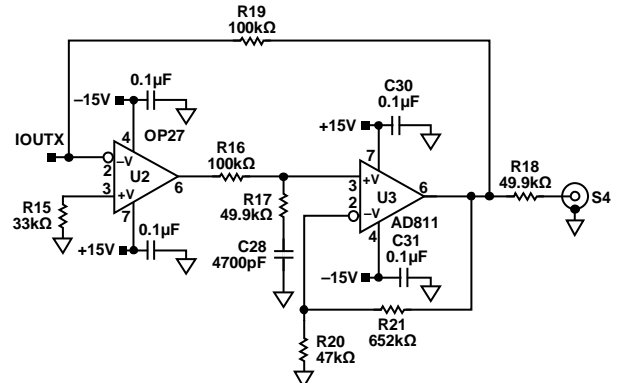 R19
100kΩ
0.1µF
–15V
OP27
IOUTX
4
2
–V
U2
6
3
+V
7
R15
33kΩ
0.1µF
+15V
R16
100kΩ
R17
49.9kΩ
C28
4700pF
C30
0.1µF
+15V
7
3
+V
6
U3
2
–V
AD811
4
C31
0.1µF
–15V
R18
49.9kΩ
S4
R21
652kΩ
R20
47kΩ